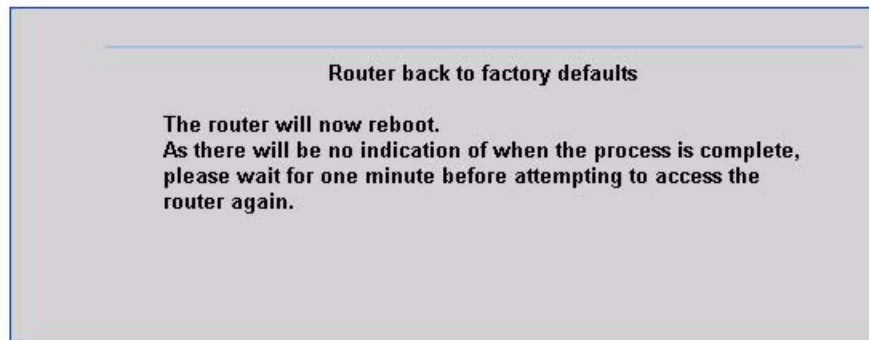 Router back to factory defaults
The router will now reboot.
As there will be no indication of when the process is complete,
please wait for one minute before attempting to access the
router again.